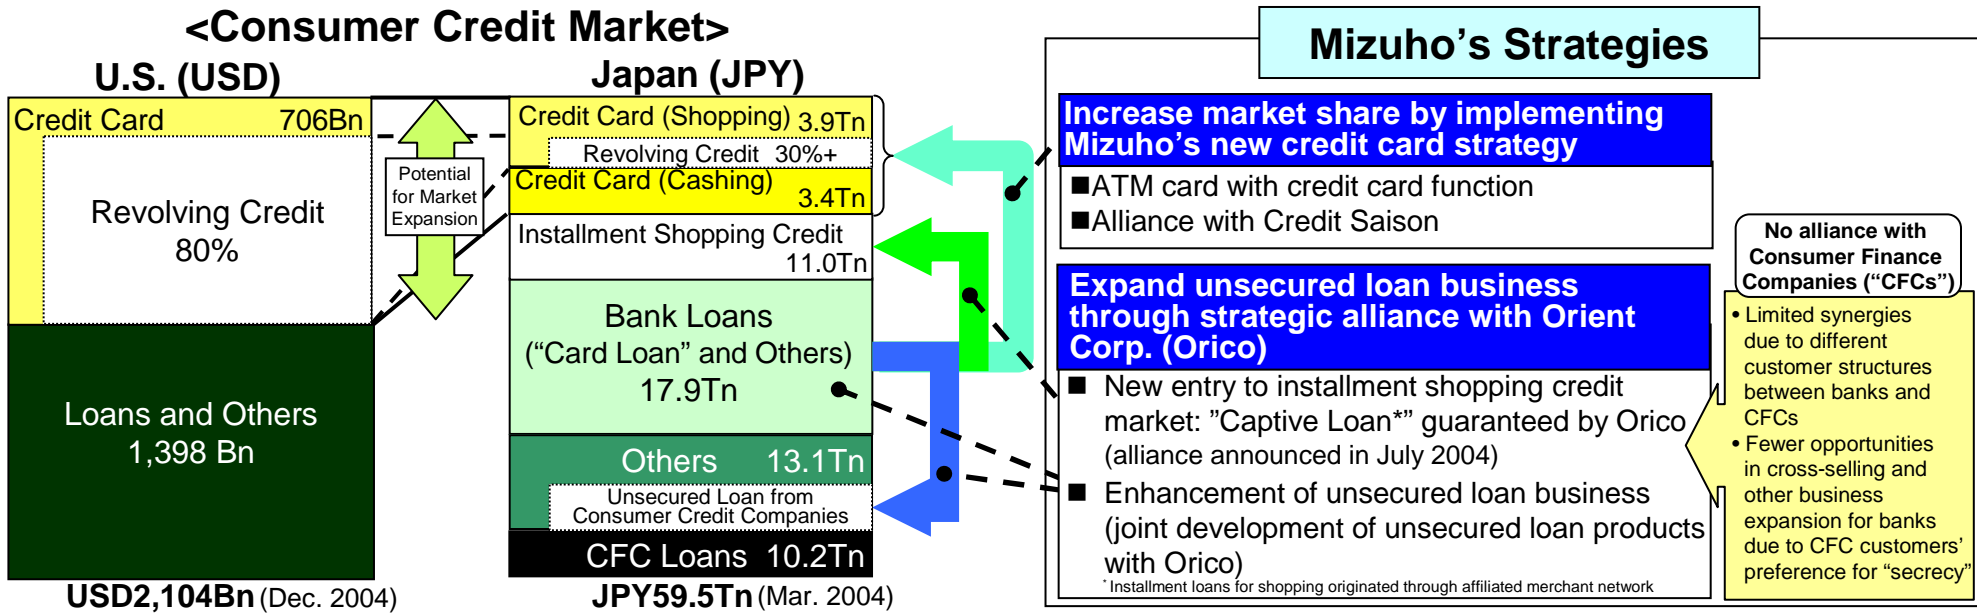 <Consumer Credit Market>
U.S. (USD)
Credit Card 706Bn
Revolving Credit
80%
Loans and Others
1,398 Bn
USD2,104Bn (Dec. 2004)
Potential
for Market
Expansion
Japan (JPY)
Credit Card (Shopping) 3.9Tn
Revolving Credit 30%+
Credit Card (Cashing)
3.4Tn
Installment Shopping Credit
11.0Tn
Bank Loans
(“Card Loan” and Others)
17.9Tn
Others 13.1Tn
Unsecured Loan from
Consumer Credit Companies
CFC Loans 10.2Tn
JPY59.5Tn (Mar. 2004)
Mizuho’s Strategies
Increase market share by implementing
Mizuho’s new credit card strategy
■ATM card with credit card function
■Alliance with Credit Saison
Expand unsecured loan business
through strategic alliance with Orient
Corp. (Orico)
■ New entry to installment shopping credit
market: ”Captive Loan*” guaranteed by Orico
(alliance announced in July 2004)
■ Enhancement of unsecured loan business
(joint development of unsecured loan products
with Orico)
* Installment loans for shopping originated through affiliated merchant network
No alliance with
Consumer Finance
Companies (“CFCs”)
• Limited synergies
due to different
customer structures
between banks and
CFCs
• Fewer opportunities
in cross-selling and
other business
expansion for banks
due to CFC customers’
preference for “secrecy”